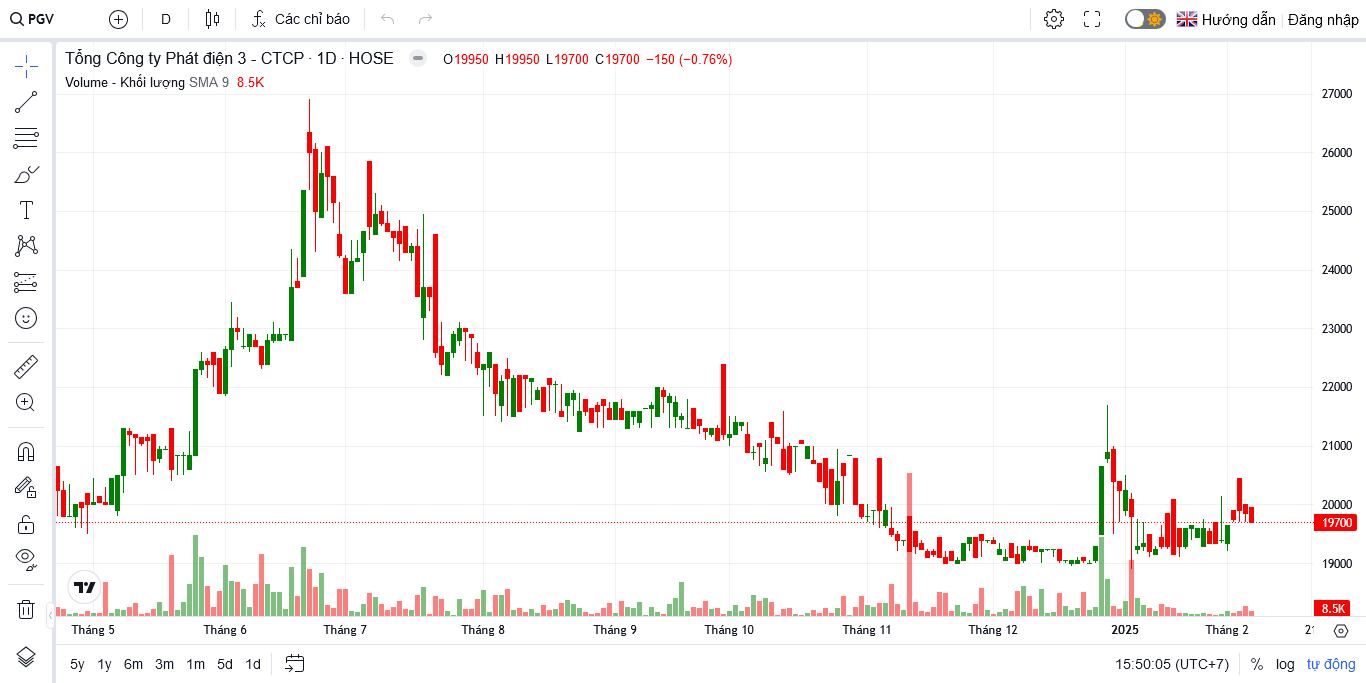 PGV D Các chỉ báo Hướng dẫn Đăng nhập
Tổng Công ty Phát điện 3 - CTCP · 1D · HOSE O19950 H19950 L19700 C19700 −150 (−0.76%)
Volume - Khối lượng SMA 9 8.5K
27000
26000
25000
24000
23000
22000
21000
20000
19700
19000
8.5K
Tháng 5 Tháng 6 Tháng 7 Tháng 8 Tháng 9 Tháng 10 Tháng 11 Tháng 12 2025 Tháng 2
5y 1y 6m 3m 1m 5d 1d 15:50:05 (UTC+7) % log tự động